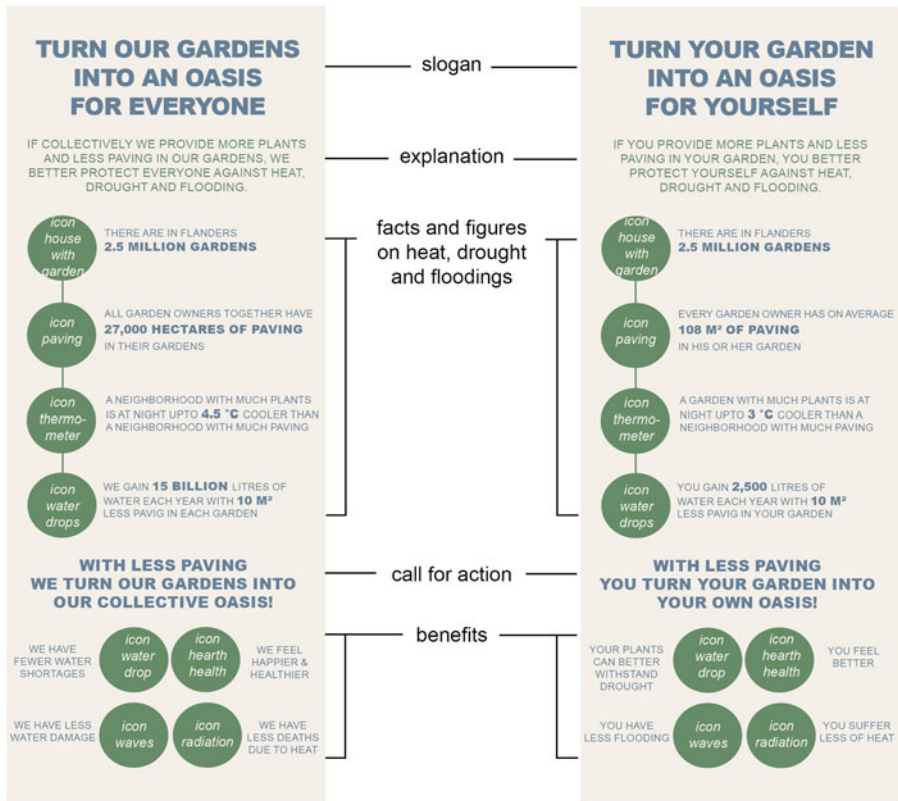 TURN OUR GARDENS
INTO AN OASIS
FOR EVERYONE
IF COLLECTIVELY WE PROVIDE MORE PLANTS
AND LESS PAVING IN OUR GARDENS, WE
BETTER PROTECT EVERYONE AGAINST HEAT,
DROUGHT AND FLOODING.
icon
house
with
garden
THERE ARE IN FLANDERS
2.5 MILLION GARDENS
icon
paving
ALL GARDEN OWNERS TOGETHER HAVE
27,000 HECTARES OF PAVING
IN THEIR GARDENS
icon
thermo-
meter
A NEIGHBORHOOD WITH MUCH PLANTS
IS AT NIGHT UPTO 4.5 °C COOLER THAN
A NEIGHBORHOOD WITH MUCH PAVING
icon
water
drops
WE GAIN 15 BILLION LITRES OF
WATER EACH YEAR WITH 10 M²
LESS PAVIG IN EACH GARDEN
WITH LESS PAVING
WE TURN OUR GARDENS INTO
OUR COLLECTIVE OASIS!
WE HAVE
FEWER WATER
SHORTAGES
icon
water
drop
icon
hearth
health
WE FEEL
HAPPIER &
HEALTHIER
WE HAVE LESS
WATER DAMAGE
icon
waves
icon
radiation
WE HAVE
LESS DEATHS
DUE TO HEAT
slogan
explanation
facts and figures
on heat, drought
and floodings
call for action
benefits
TURN YOUR GARDEN
INTO AN OASIS
FOR YOURSELF
IF YOU PROVIDE MORE PLANTS AND LESS
PAVING IN YOUR GARDEN, YOU BETTER
PROTECT YOURSELF AGAINST HEAT,
DROUGHT AND FLOODING.
icon
house
with
garden
THERE ARE IN FLANDERS
2.5 MILLION GARDENS
icon
paving
EVERY GARDEN OWNER HAS ON AVERAGE
108 M² OF PAVING
IN HIS OR HER GARDEN
icon
thermo-
meter
A GARDEN WITH MUCH PLANTS IS AT
NIGHT UPTO 3 °C COOLER THAN A
NEIGHBORHOOD WITH MUCH PAVING
icon
water
drops
YOU GAIN 2,500 LITRES OF
WATER EACH YEAR WITH 10 M²
LESS PAVIG IN YOUR GARDEN
WITH LESS PAVING
YOU TURN YOUR GARDEN INTO
YOUR OWN OASIS!
YOUR PLANTS
CAN BETTER
WITHSTAND
DROUGHT
icon
water
drop
icon
hearth
health
YOU FEEL
BETTER
YOU HAVE
LESS FLOODING
icon
waves
icon
radiation
YOU SUFFER
LESS OF HEAT